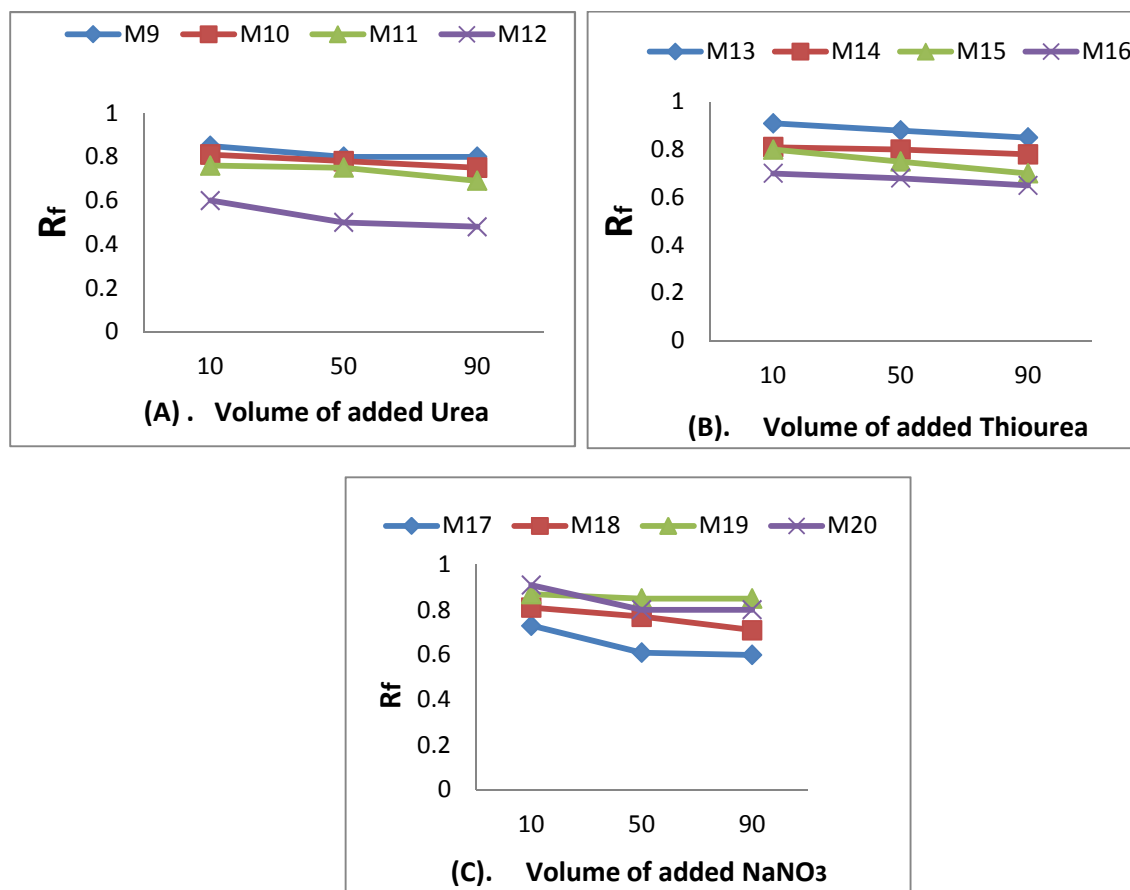 M9 M10 M11 M12
1
0.8
0.6
0.4
0.2
0
Rf
10 50 90
(A) . Volume of added Urea
M13 M14 M15 M16
1
0.8
0.6
0.4
0.2
0
Rf
10 50 90
(B). Volume of added Thiourea
M17 M18 M19 M20
1
0.8
0.6
0.4
0.2
0
Rf
10 50 90
(C). Volume of added NaNO3